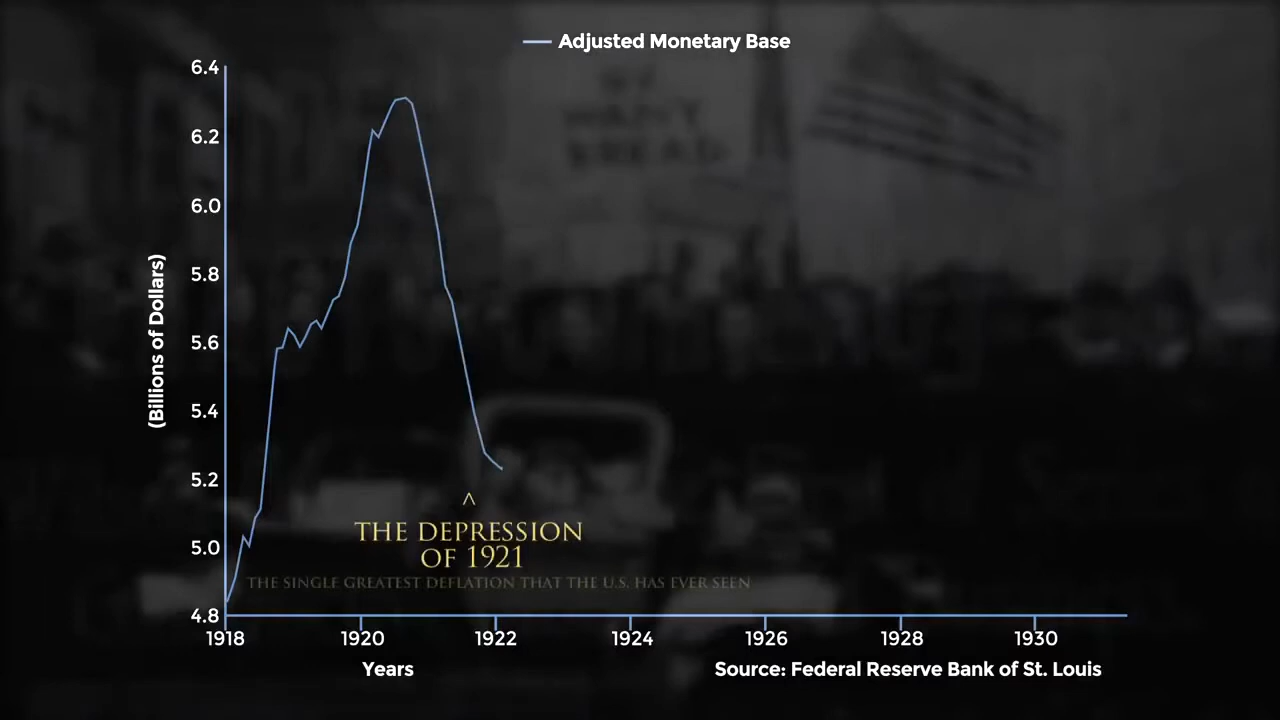 Adjusted Monetary Base
6.4
6.2
6.0
5.8
5.6
5.4
5.2
5.0
4.8
(Billions of Dollars)
WANT
BREAD
^
THE DEPRESSION
OF 1921
THE SINGLE GREATEST DEFLATION THAT THE U.S. HAS EVER SEEN
1918 1920 1922 1924 1926 1928 1930
Years
Source: Federal Reserve Bank of St. Louis